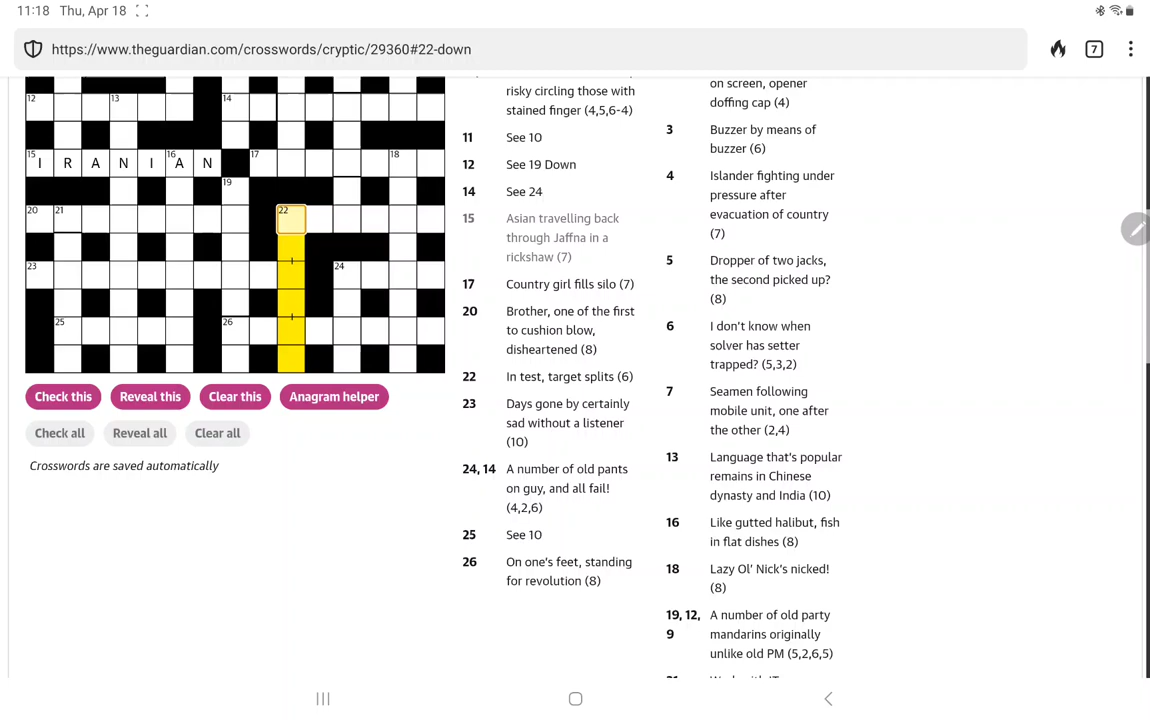 11:18 Thu, Apr 18
https://www.theguardian.com/crosswords/cryptic/29360#22-down
7
12 13 14
15 I R A N I 16 A N 17 18
19
20 21 22
23 24
25 26
Check this Reveal this Clear this Anagram helper
Check all Reveal all Clear all
Crosswords are saved automatically
risky circling those with
stained finger (4,5,6-4)
11 See 10
12 See 19 Down
14 See 24
15 Asian travelling back
through Jaffna in a
rickshaw (7)
17 Country girl fills silo (7)
20 Brother, one of the first
to cushion blow,
disheartened (8)
22 In test, target splits (6)
23 Days gone by certainly
sad without a listener
(10)
24, 14 A number of old pants
on guy, and all fail!
(4,2,6)
25 See 10
26 On one's feet, standing
for revolution (8)
on screen, opener
doffing cap (4)
3 Buzzer by means of
buzzer (6)
4 Islander fighting under
pressure after
evacuation of country
(7)
5 Dropper of two jacks,
the second picked up?
(8)
6 I don't know when
solver has setter
trapped? (5,3,2)
7 Seamen following
mobile unit, one after
the other (2,4)
13 Language that's popular
remains in Chinese
dynasty and India (10)
16 Like gutted halibut, fish
in flat dishes (8)
18 Lazy Ol' Nick's nicked!
(8)
19, 12, A number of old party
9 mandarins originally
unlike old PM (5,2,6,5)